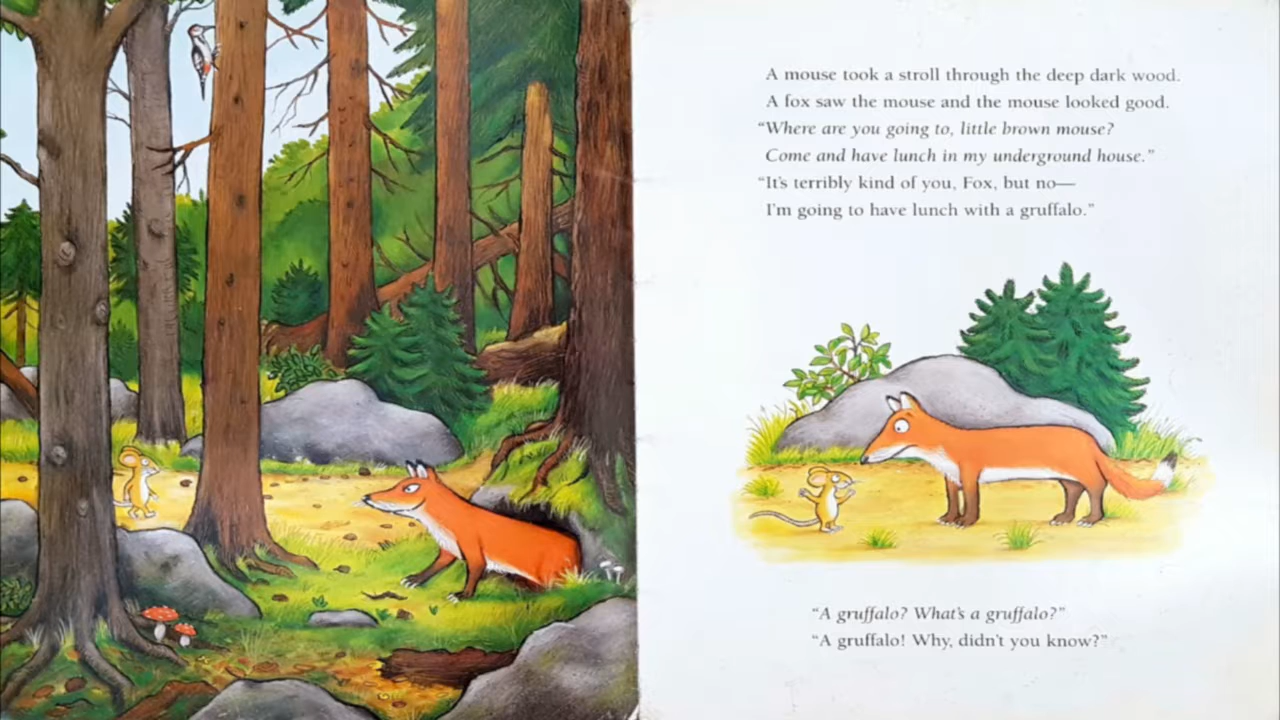 A mouse took a stroll through the deep dark wood.
A fox saw the mouse and the mouse looked good.
“Where are you going to, little brown mouse?
Come and have lunch in my underground house.”
“It's terribly kind of you, Fox, but no—
I'm going to have lunch with a gruffalo.”
“A gruffalo? What's a gruffalo?”
“A gruffalo! Why, didn't you know?”